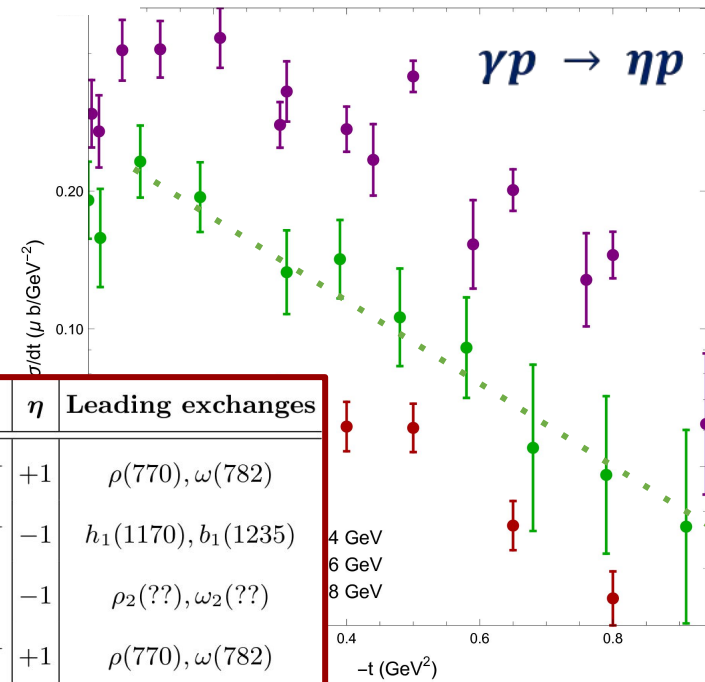 γp → ηp
0.20
0.10
σ/dt (μ b/GeV⁻²)
η Leading exchanges
+1 ρ(770), ω(782)
−1 h₁(1170), b₁(1235)
−1 ρ₂(??), ω₂(??)
+1 ρ(770), ω(782)
4 GeV
6 GeV
8 GeV
0.4 0.6 0.8
−t (GeV²)